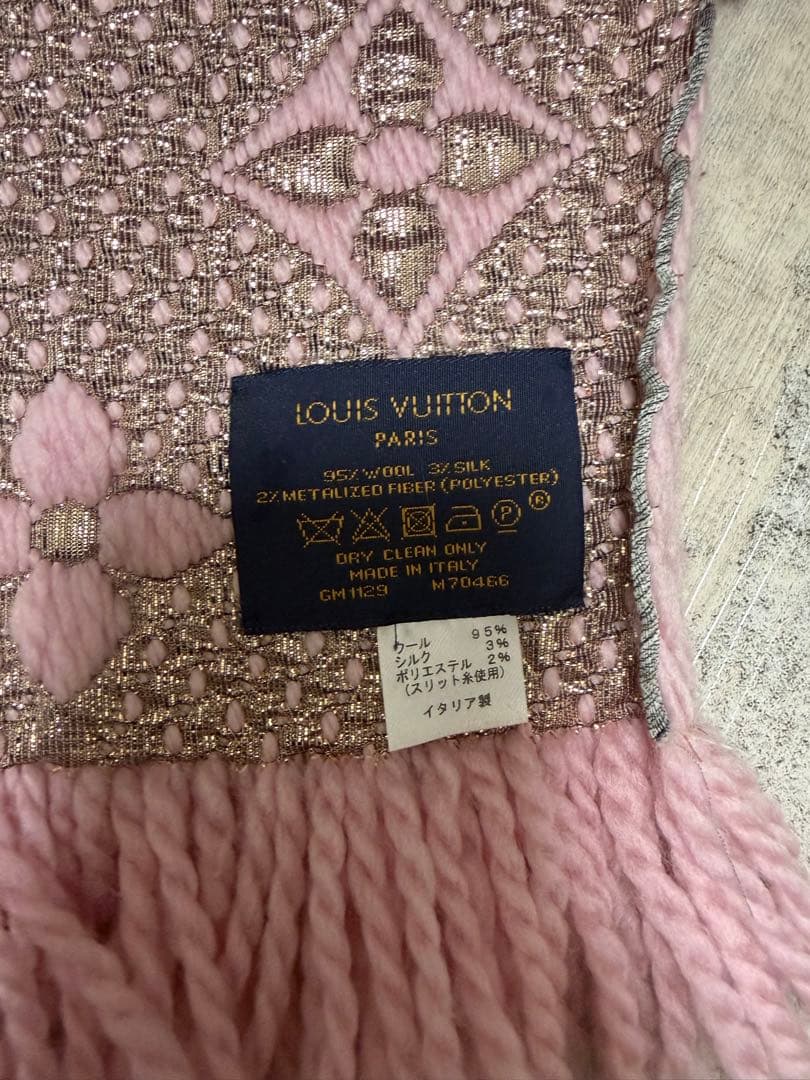 LOUIS VUITTON
PARIS
95% WOOL 3% SILK
2% METALIZED FIBER (POLYESTER)
P ®
DRY CLEAN ONLY
MADE IN ITALY
GM1129 M70466
ウール 95%
シルク 3%
ポリエステル 2%
(スリット糸使用)
イタリア製